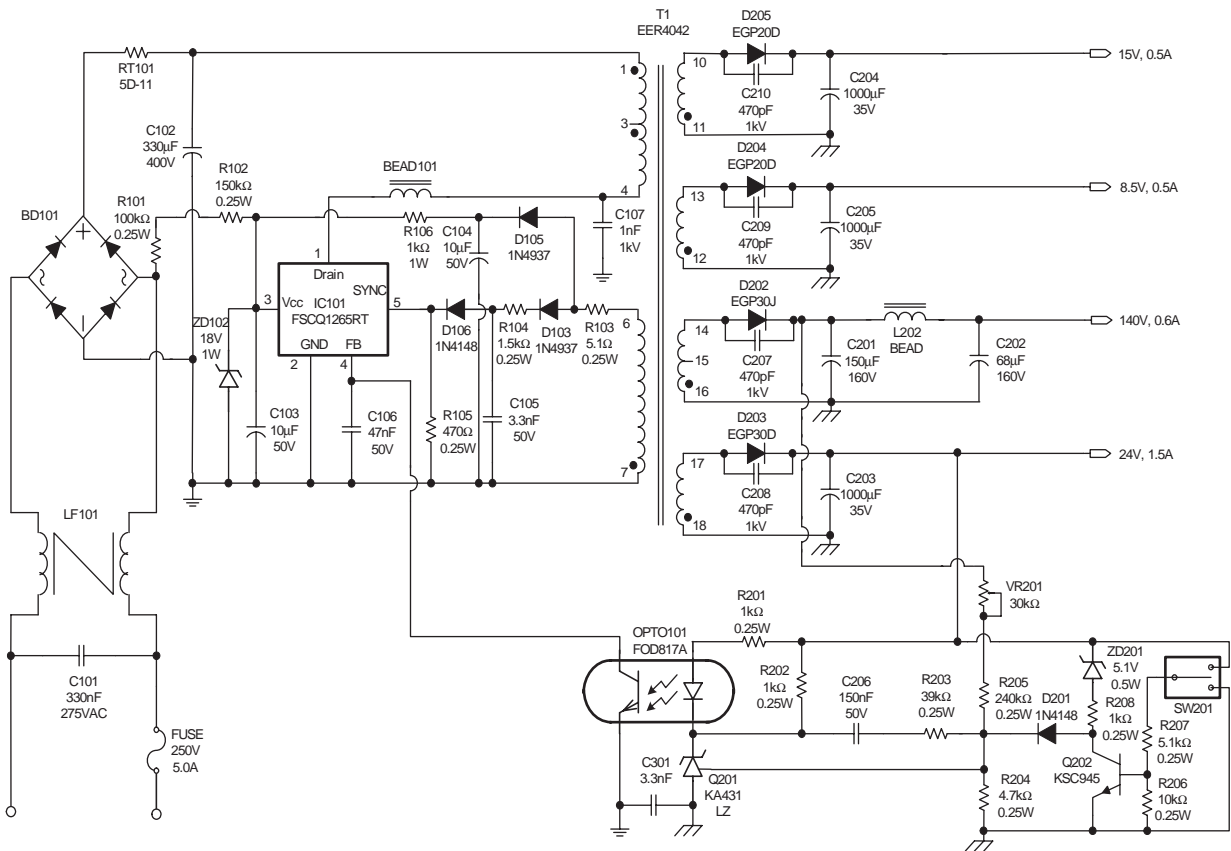 T1
EER4042
RT101
5D-11
C102
330μF
400V
R102
150kΩ
0.25W
R101
100kΩ
0.25W
BD101
BEAD101
1
3
4
C107
1nF
1kV
R106
1kΩ
1W
C104
10μF
50V
D105
1N4937
1
Drain
SYNC
3
Vcc
IC101
FSCQ1265RT
5
GND
FB
2
4
ZD102
18V
1W
D106
1N4148
R104
1.5kΩ
0.25W
D103
1N4937
R103
5.1Ω
0.25W
6
7
C103
10μF
50V
C106
47nF
50V
R105
470Ω
0.25W
C105
3.3nF
50V
LF101
C101
330nF
275VAC
FUSE
250V
5.0A
D205
EGP20D
10
11
C210
470pF
1kV
C204
1000μF
35V
15V, 0.5A
D204
EGP20D
13
12
C209
470pF
1kV
C205
1000μF
35V
8.5V, 0.5A
D202
EGP30J
14
15
16
C207
470pF
1kV
C201
150μF
160V
L202
BEAD
C202
68μF
160V
140V, 0.6A
D203
EGP30D
17
18
C208
470pF
1kV
C203
1000μF
35V
24V, 1.5A
VR201
30kΩ
OPTO101
FOD817A
R201
1kΩ
0.25W
R202
1kΩ
0.25W
C206
150nF
50V
R203
39kΩ
0.25W
R205
240kΩ
0.25W
D201
1N4148
ZD201
5.1V
0.5W
R208
1kΩ
0.25W
R207
5.1kΩ
0.25W
SW201
C301
3.3nF
Q201
KA431
LZ
R204
4.7kΩ
0.25W
Q202
KSC945
R206
10kΩ
0.25W